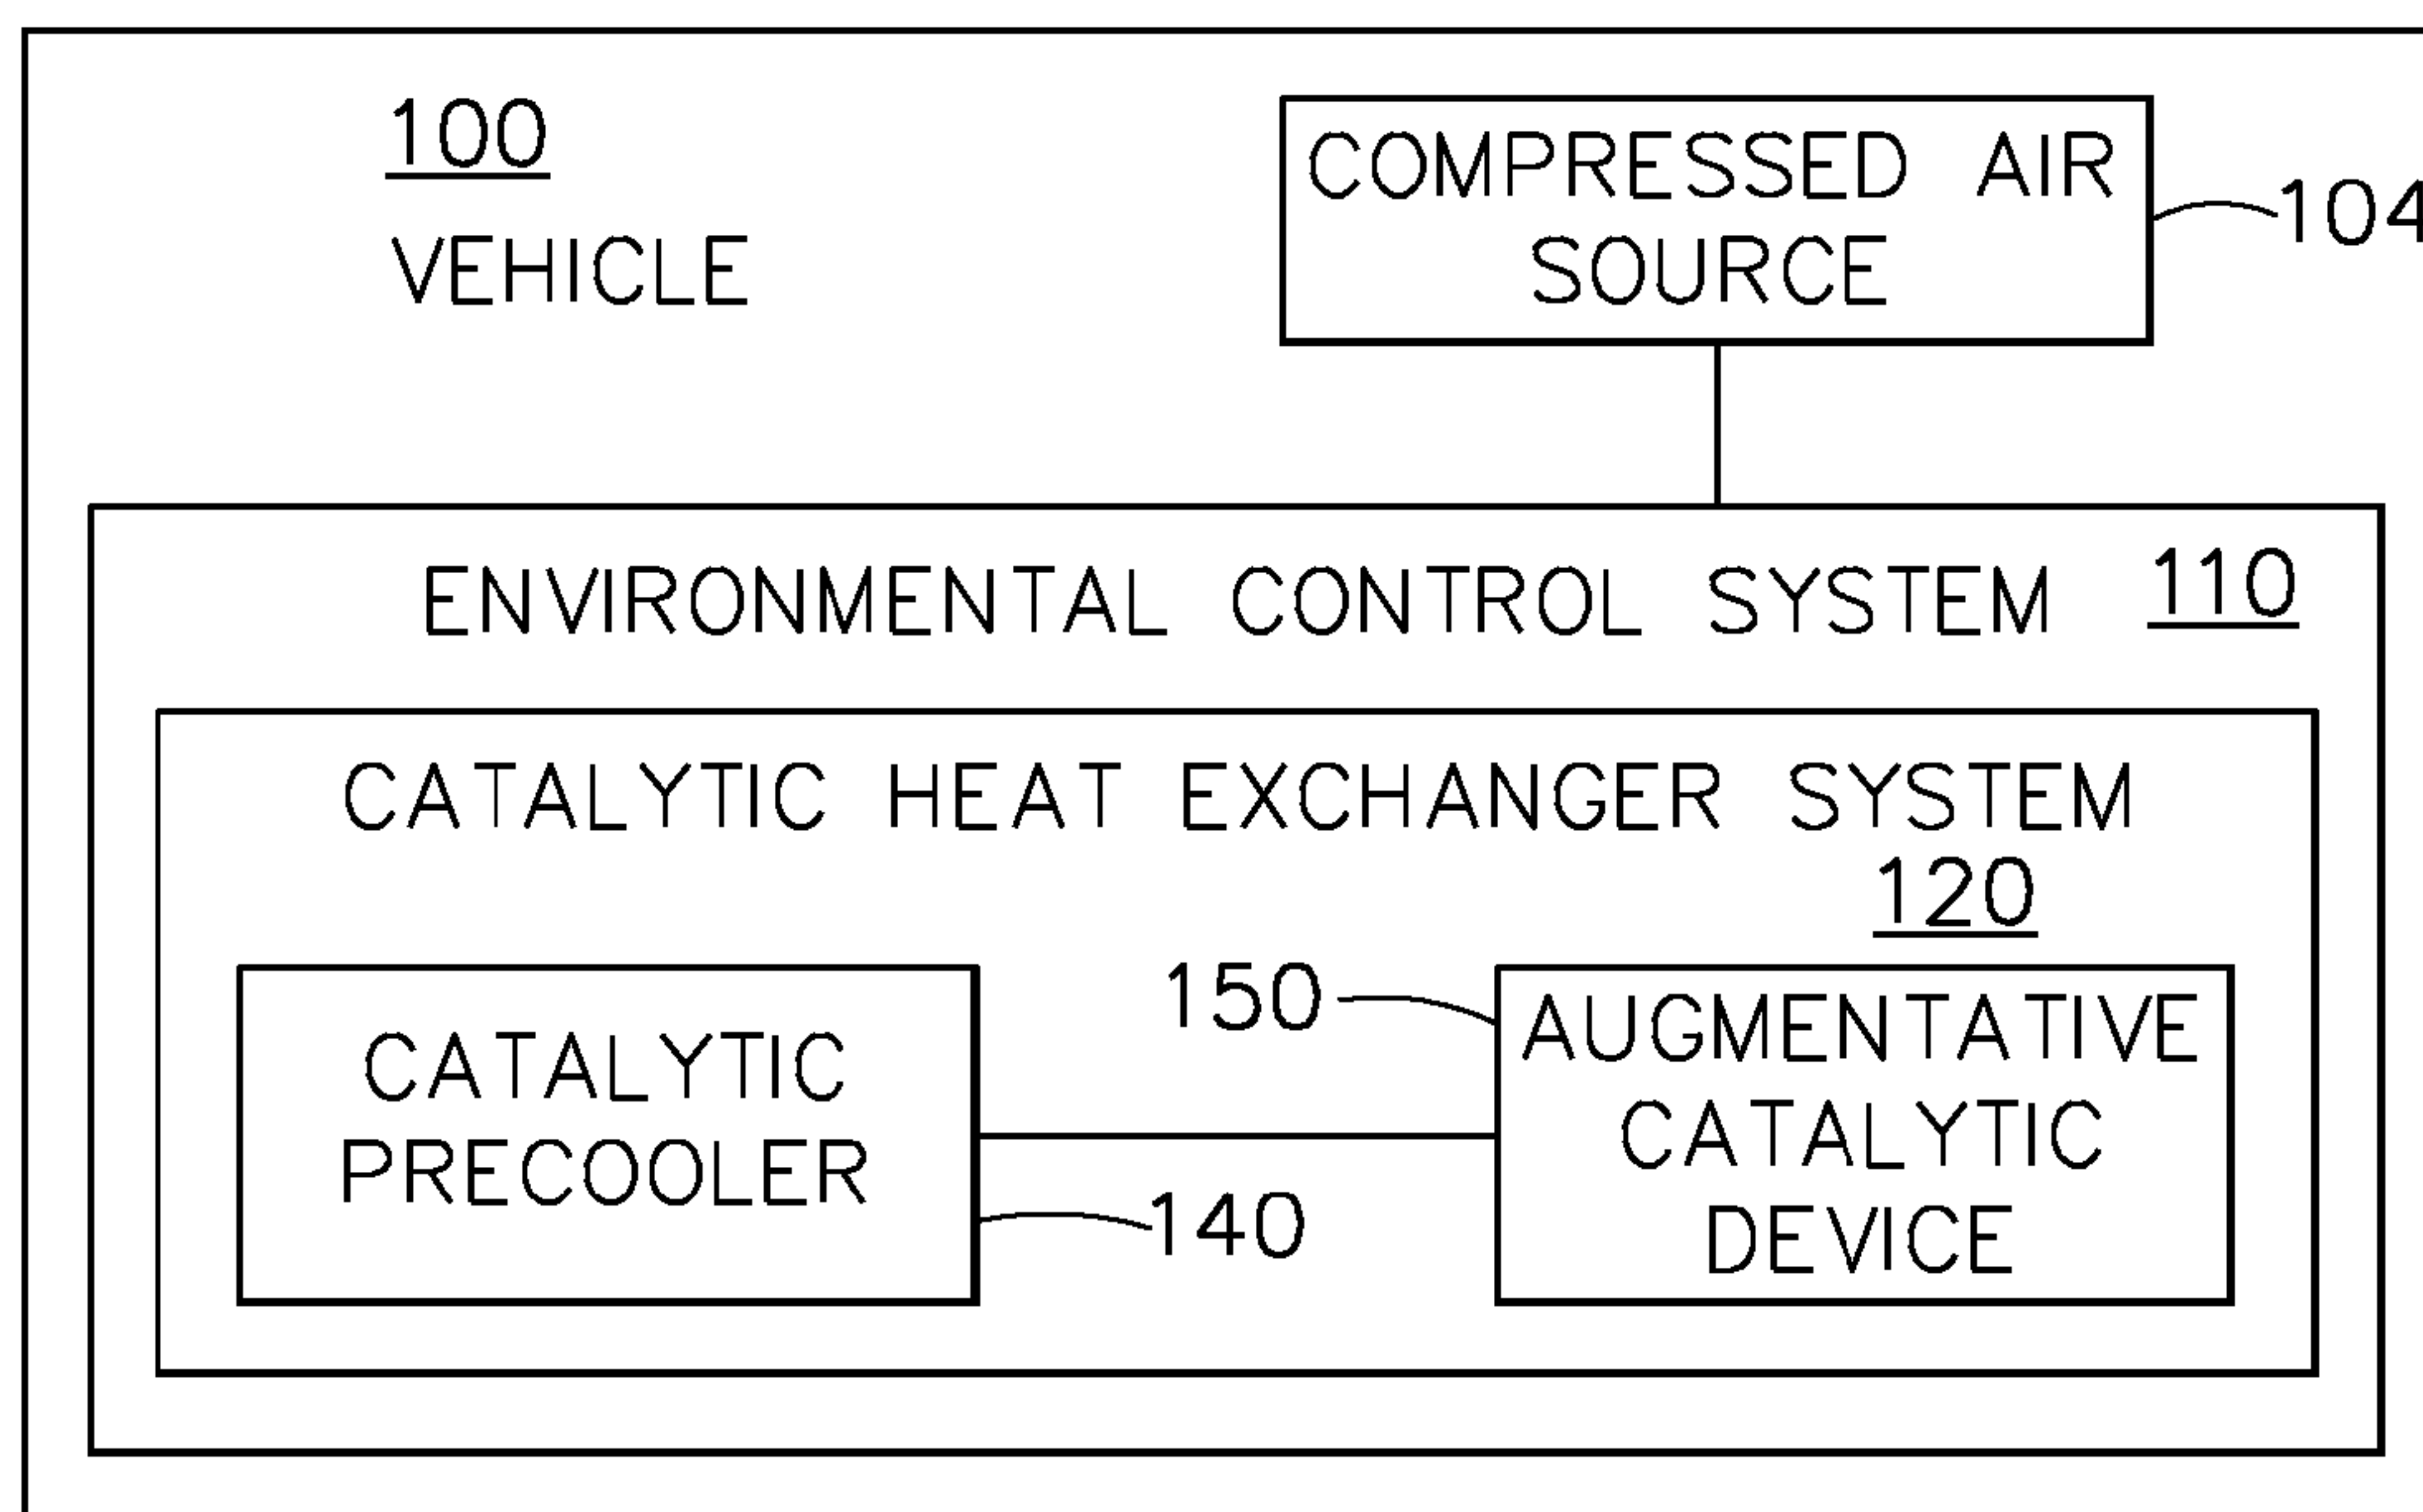 100
VEHICLE
COMPRESSED AIR
SOURCE
104
ENVIRONMENTAL CONTROL SYSTEM 110
CATALYTIC HEAT EXCHANGER SYSTEM
120
CATALYTIC
PRECOOLER
140
150
AUGMENTATIVE
CATALYTIC
DEVICE